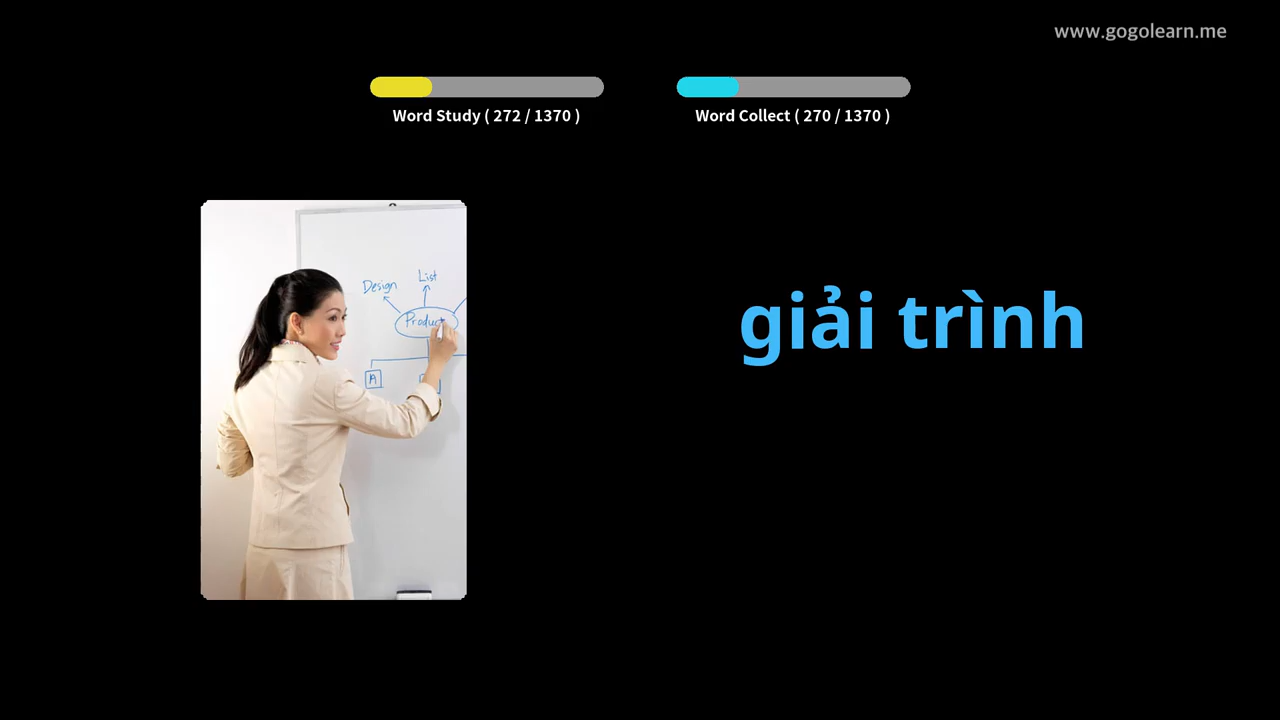 www.gogolearn.me
Word Study ( 272 / 1370 )
Word Collect ( 270 / 1370 )
List
Design
Product
A
giải trình